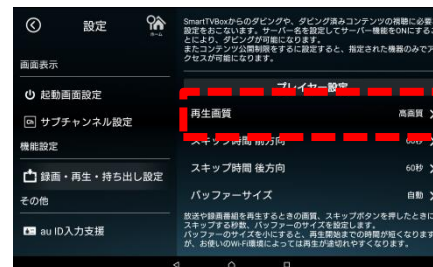 設定
ホーム
画面表示
起動画面設定
Ch サブチャンネル設定
機能設定
録画・再生・持ち出し設定
その他
au ID入力支援
SmartTVBoxからのダビングや、ダビング済みコンテンツの視聴に必要
設定をおこないます。サーバー名を設定してサーバー機能をONにするこ
とにより、ダビングが可能になります。
またコンテンツ公開制限をするに設定すると、指定された機器のみでア
クセスが可能になります。
プレイヤー設定
再生画質 高画質
スキップ時間 前方向 60秒
スキップ時間 後方向 60秒
バッファーサイズ 自動
放送や録画番組を再生するときの画質、スキップボタンを押したときに
スキップする秒数、バッファーのサイズを設定します。
バッファーのサイズを小にすると、再生開始までの時間が短くなります
が、お使いのWi-Fi環境によっては再生が途切れやすくなります。